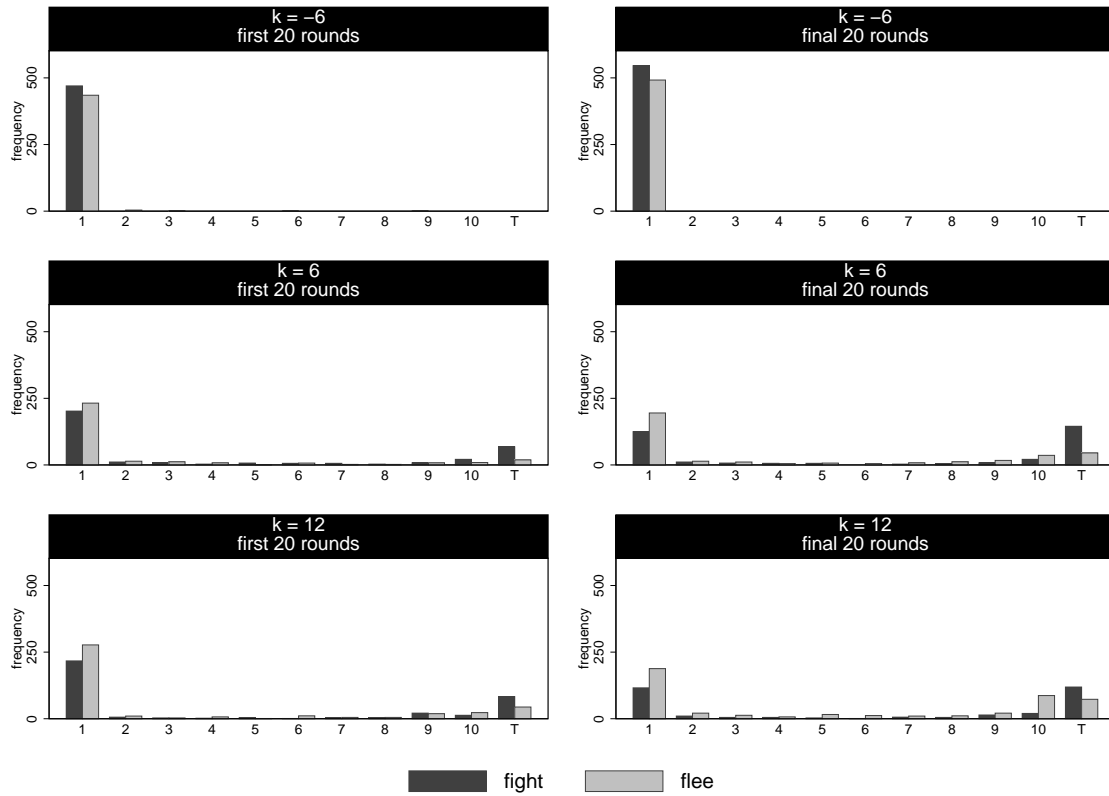 k = −6
first 20 rounds
frequency
500
250
0
1 2 3 4 5 6 7 8 9 10 T
k = −6
final 20 rounds
frequency
500
250
0
1 2 3 4 5 6 7 8 9 10 T
k = 6
first 20 rounds
frequency
500
250
0
1 2 3 4 5 6 7 8 9 10 T
k = 6
final 20 rounds
frequency
500
250
0
1 2 3 4 5 6 7 8 9 10 T
k = 12
first 20 rounds
frequency
500
250
0
1 2 3 4 5 6 7 8 9 10 T
k = 12
final 20 rounds
frequency
500
250
0
1 2 3 4 5 6 7 8 9 10 T
fight flee